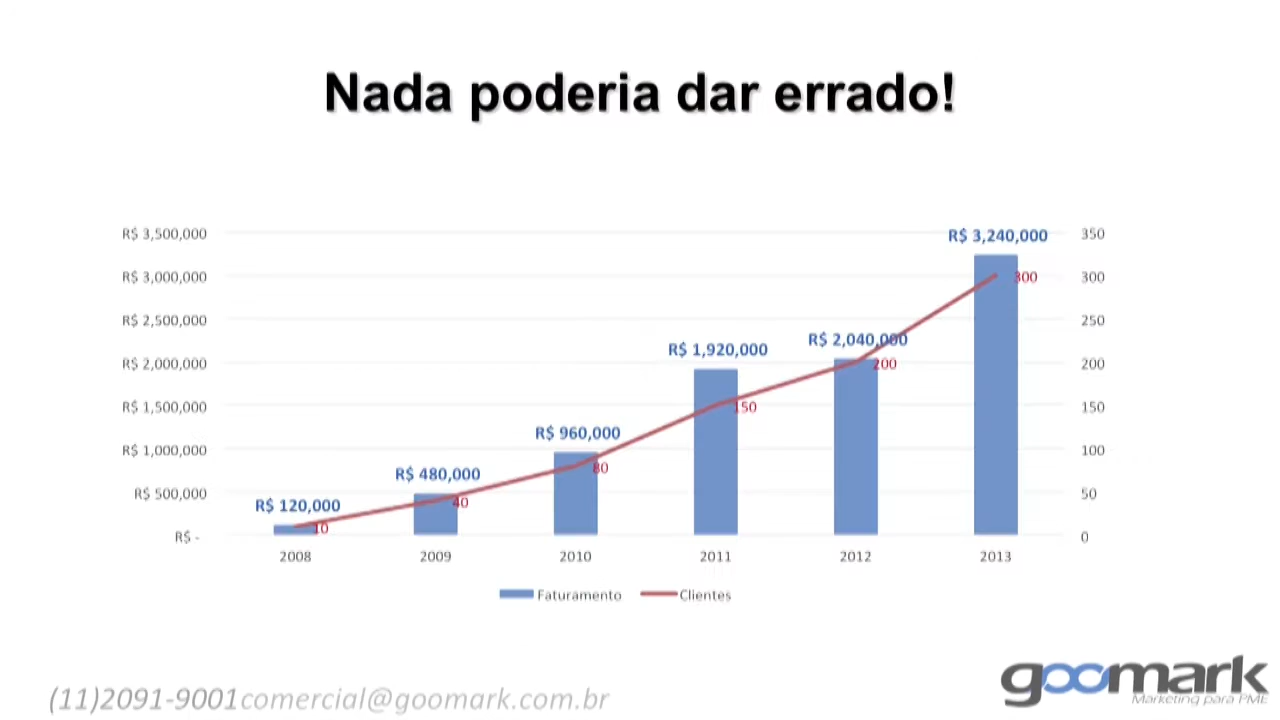 Nada poderia dar errado!
R$ 3,500,000
R$ 3,000,000
R$ 2,500,000
R$ 2,000,000
R$ 1,500,000
R$ 1,000,000
R$ 500,000
R$ -
R$ 120,000
R$ 480,000
R$ 960,000
R$ 1,920,000
R$ 2,040,000
R$ 3,240,000
10
40
80
150
200
300
350
300
250
200
150
100
50
0
2008 2009 2010 2011 2012 2013
Faturamento Clientes
(11)2091-9001comercial@goomark.com.br
goomark
Marketing para PME